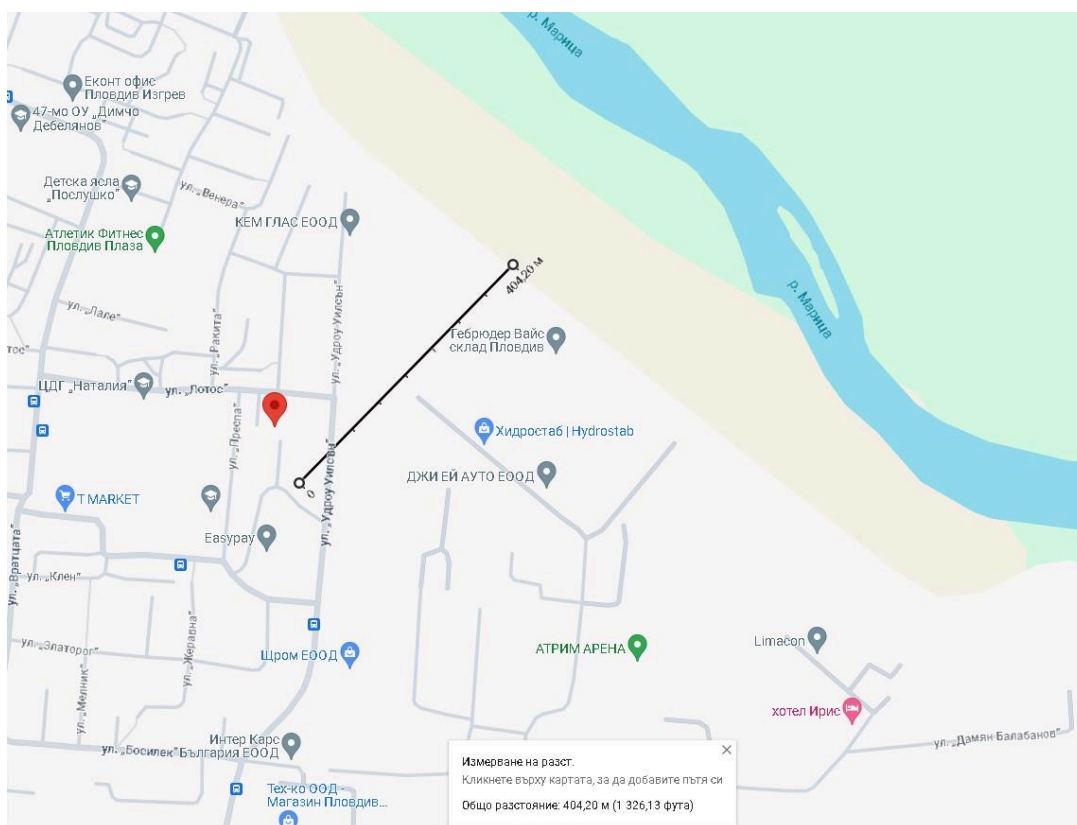 р. Марица
Еконт офис
Пловдив Изгрев
47-мо ОУ „Димчо
Дебелянов“
Детска ясла
„Послушко“
ул. „Венера“
КЕМ ГЛАС ЕООД
Атлетик Фитнес
Пловдив Плаза
404,20 м
р. Марица
ул. „Лале“
ул. „Ракита“
ул. „Удроу Уилсън“
Гебрюдер Вайс
склад Пловдив
тос“
ЦДГ „Наталия“
ул. „Лотос“
ул. „Преспа“
Хидростаб | Hydrostab
ДЖИ ЕЙ АУТО ЕООД
0
T MARKET
ул. „Удроу Уилсън“
Easypay
ул. „Вратцата“
ул. „Клен“
ул. „Златорог“
ул. „Жеравна“
ул. „Мелник“
Щром ЕООД
АТРИМ АРЕНА
Limacon
хотел Ирис
ул. „Дамян Балабанов“
Интер Карс
България ЕООД
ул. „Босилек“
Тех-ко ООД -
Магазин Пловдив...
Измерване на разст.
Кликнете върху картата, за да добавите пътя си
Общо разстояние: 404,20 м (1 326,13 фута)